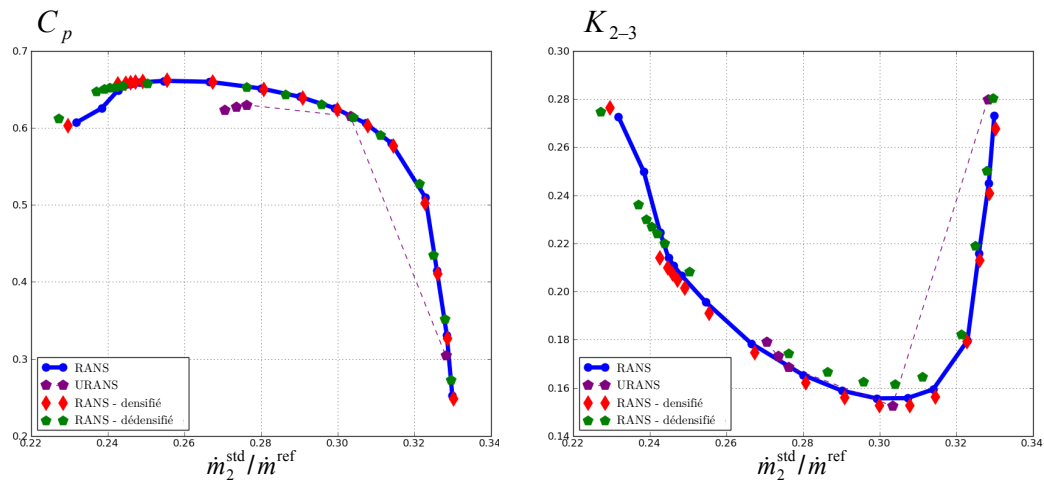 C_p
0.7
0.6
0.5
0.4
0.3
0.2
0.22 0.24 0.26 0.28 0.30 0.32 0.34
RANS
URANS
RANS - densifié
RANS - dédensifié
ṁ₂ˢᵗᵈ/ṁʳᵉᶠ
K₂₋₃
0.30
0.28
0.26
0.24
0.22
0.20
0.18
0.16
0.14
0.22 0.24 0.26 0.28 0.30 0.32 0.34
RANS
URANS
RANS - densifié
RANS - dédensifié
ṁ₂ˢᵗᵈ/ṁʳᵉᶠ